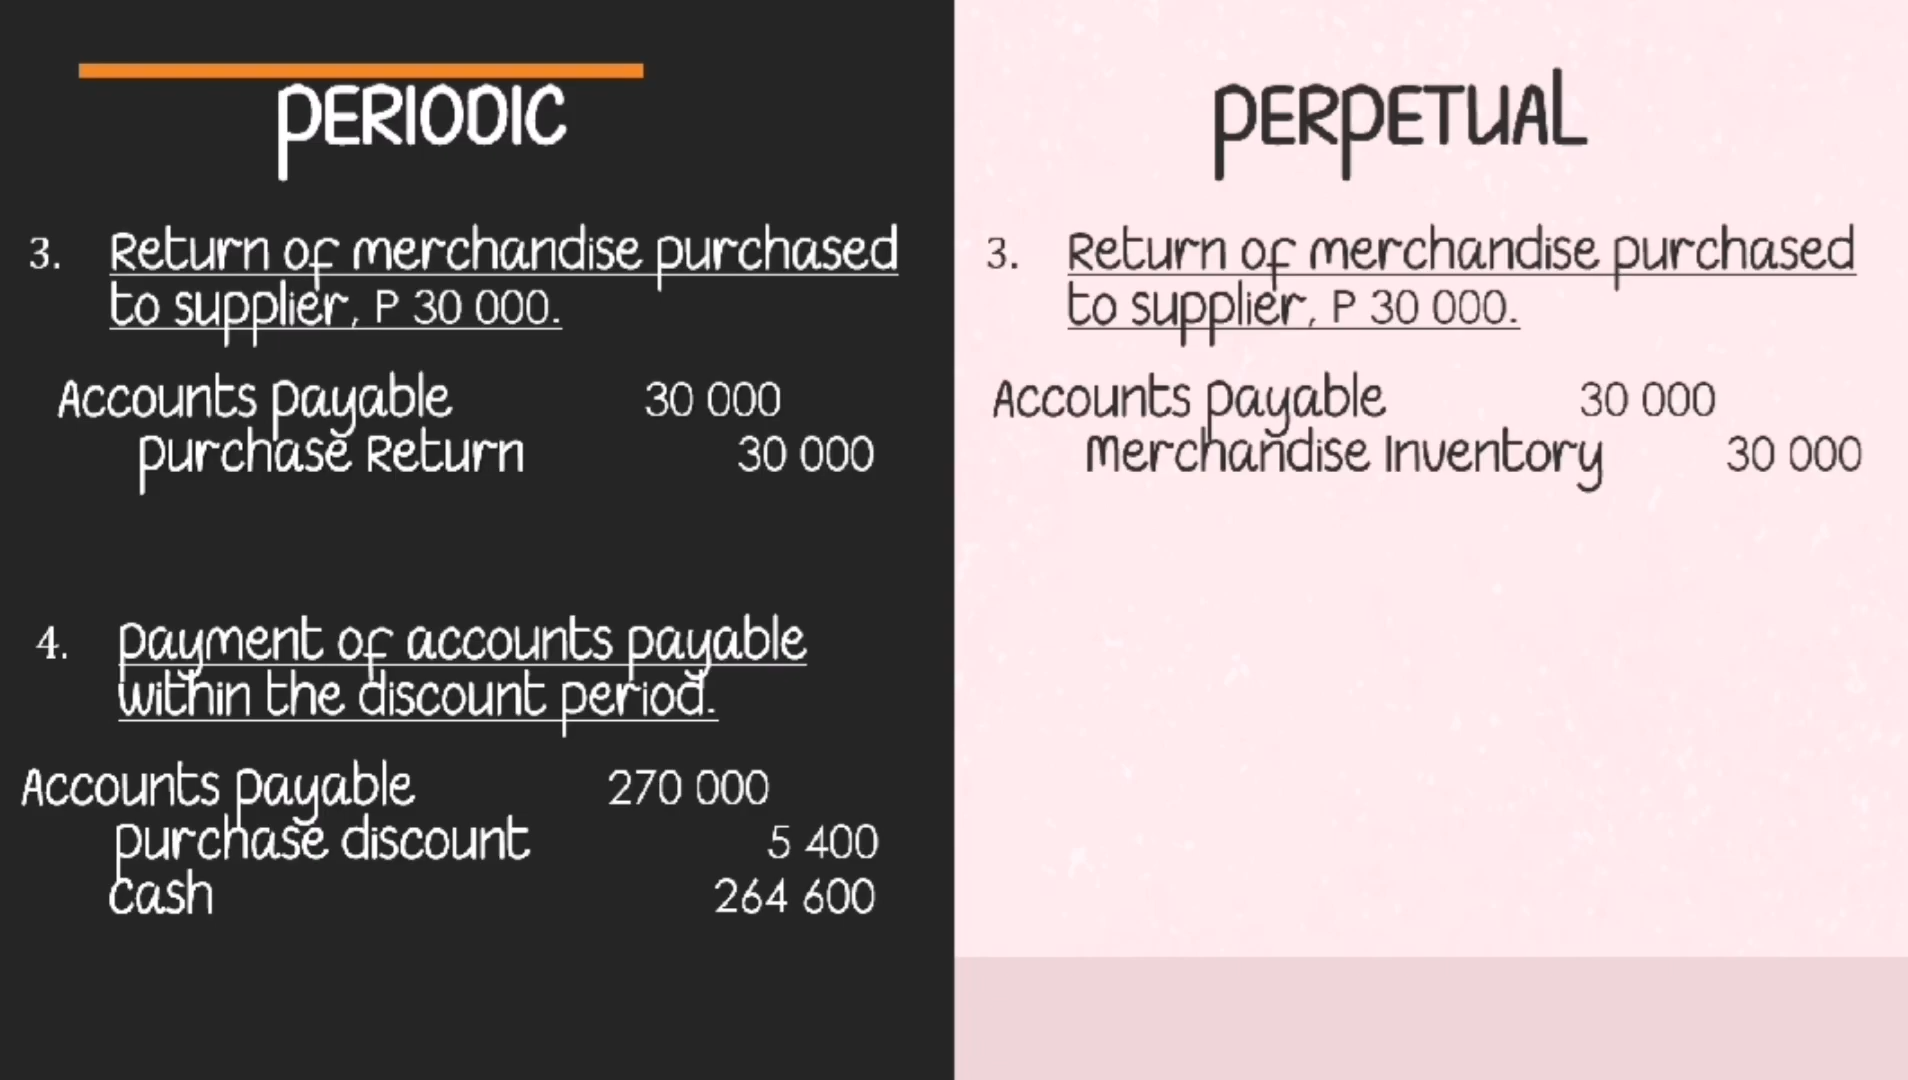 PERIODIC
3. Return of merchandise purchased
to supplier, P 30 000.
Accounts Payable 30 000
Purchase Return 30 000
4. Payment of accounts payable
within the discount period.
Accounts Payable 270 000
Purchase discount 5 400
Cash 264 600
PERPETUAL
3. Return of merchandise purchased
to supplier, P 30 000.
Accounts Payable 30 000
Merchandise Inventory 30 000